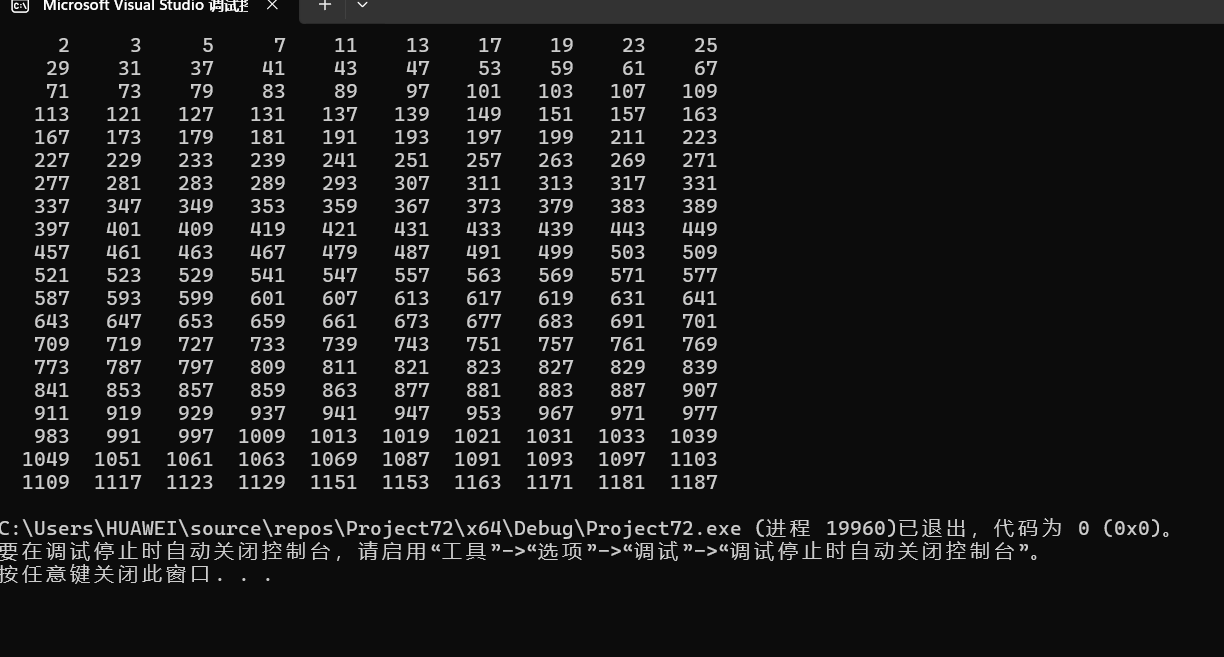 Microsoft Visual Studio 调试控
2 3 5 7 11 13 17 19 23 25
29 31 37 41 43 47 53 59 61 67
71 73 79 83 89 97 101 103 107 109
113 121 127 131 137 139 149 151 157 163
167 173 179 181 191 193 197 199 211 223
227 229 233 239 241 251 257 263 269 271
277 281 283 289 293 307 311 313 317 331
337 347 349 353 359 367 373 379 383 389
397 401 409 419 421 431 433 439 443 449
457 461 463 467 479 487 491 499 503 509
521 523 529 541 547 557 563 569 571 577
587 593 599 601 607 613 617 619 631 641
643 647 653 659 661 673 677 683 691 701
709 719 727 733 739 743 751 757 761 769
773 787 797 809 811 821 823 827 829 839
841 853 857 859 863 877 881 883 887 907
911 919 929 937 941 947 953 967 971 977
983 991 997 1009 1013 1019 1021 1031 1033 1039
1049 1051 1061 1063 1069 1087 1091 1093 1097 1103
1109 1117 1123 1129 1151 1153 1163 1171 1181 1187
C:\Users\HUAWEI\source\repos\Project72\x64\Debug\Project72.exe (进程 19960)已退出，代码为 0 (0x0)。
要在调试停止时自动关闭控制台，请启用“工具”->“选项”->“调试”->“调试停止时自动关闭控制台”。
按任意键关闭此窗口. . .